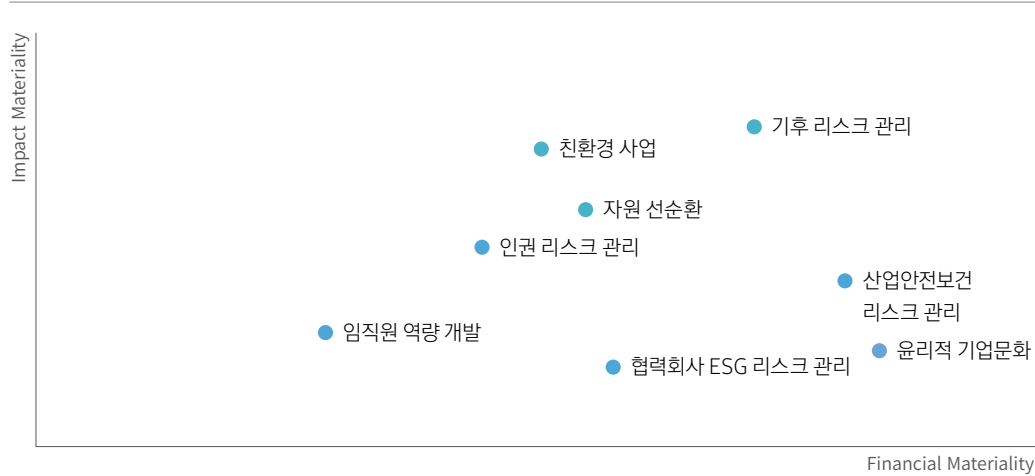 Impact Materiality
기후 리스크 관리
친환경 사업
자원 선순환
인권 리스크 관리
산업안전보건
리스크 관리
임직원 역량 개발
윤리적 기업문화
협력회사 ESG 리스크 관리
Financial Materiality